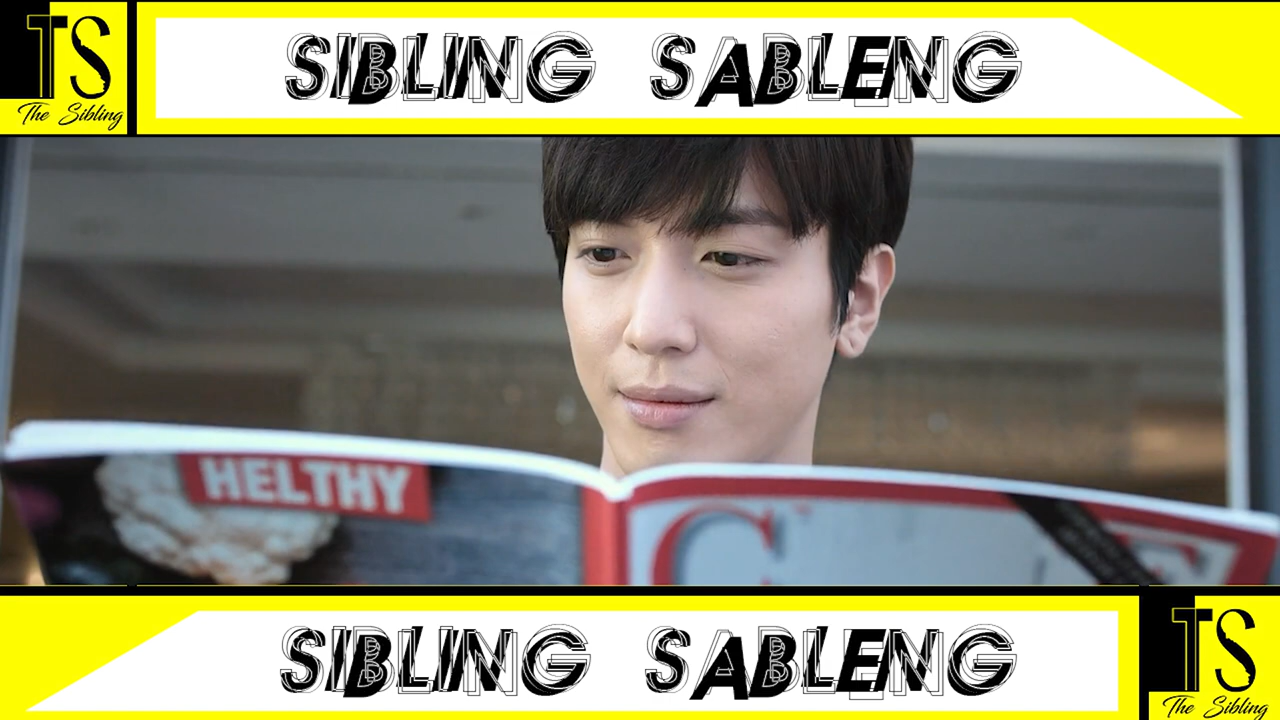 TS
The Sibling
SIBLING SABLENG
HELTHY
C E
SIBLING SABLENG
TS
The Sibling